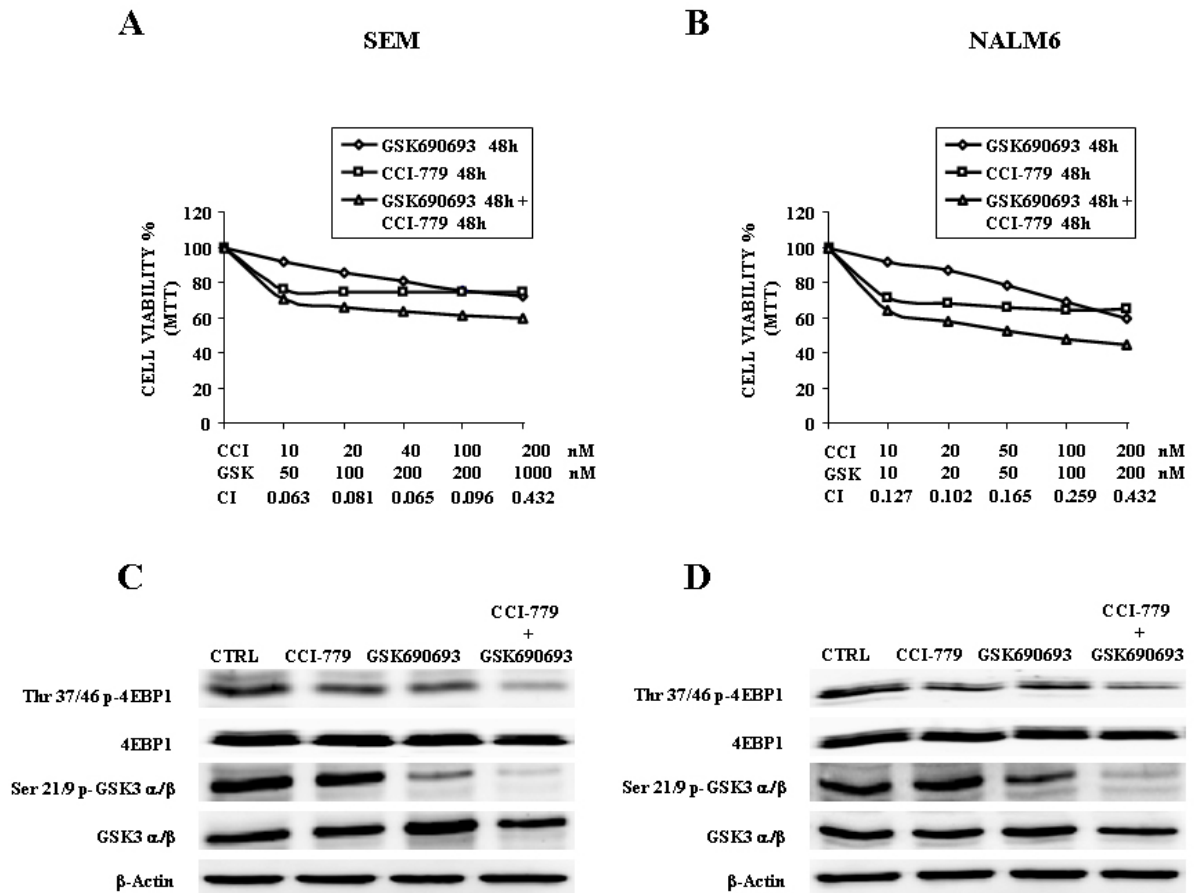 A
SEM
GSK690693 48h
CCI-779 48h
GSK690693 48h +
CCI-779 48h
CELL VIABILITY %
(MTT)
120
100
80
60
40
20
0
CCI 10 20 40 100 200 nM
GSK 50 100 200 200 1000 nM
CI 0.063 0.081 0.065 0.096 0.432
B
NALM6
GSK690693 48h
CCI-779 48h
GSK690693 48h +
CCI-779 48h
CELL VIABILITY %
(MTT)
120
100
80
60
40
20
0
CCI 10 20 50 100 200 nM
GSK 10 20 50 100 200 nM
CI 0.127 0.102 0.165 0.259 0.432
C
CTRL CCI-779 GSK690693 CCI-779
+
GSK690693
Thr 37/46 p-4EBP1
4EBP1
Ser 21/9 p-GSK3 α/β
GSK3 α/β
β-Actin
D
CTRL CCI-779 GSK690693 CCI-779
+
GSK690693
Thr 37/46 p-4EBP1
4EBP1
Ser 21/9 p-GSK3 α/β
GSK3 α/β
β-Actin